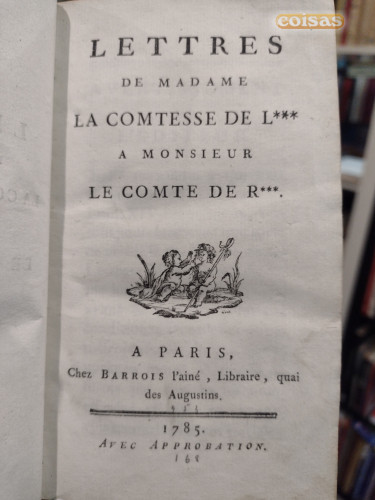 coisas
LETTRES
DE MADAME
LA COMTESSE DE L***
A MONSIEUR
LE COMTE DE R***.
A PARIS,
Chez BARROIS l'aîné, Libraire, quai
des Augustins.
1785.
AVEC APPROBATION.
168